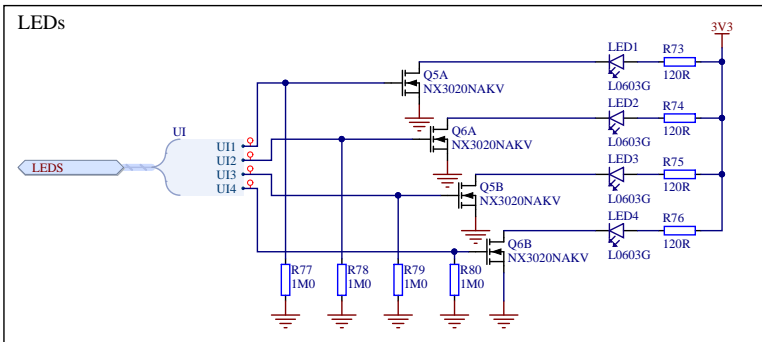 LEDs
3V3
LED1
R73
L0603G
120R
Q5A
NX3020NAKV
LED2
R74
L0603G
120R
Q6A
NX3020NAKV
UI
UI1
UI2
UI3
UI4
LEDS
LED3
R75
L0603G
120R
Q5B
NX3020NAKV
LED4
R76
L0603G
120R
Q6B
NX3020NAKV
R77
1M0
R78
1M0
R79
1M0
R80
1M0